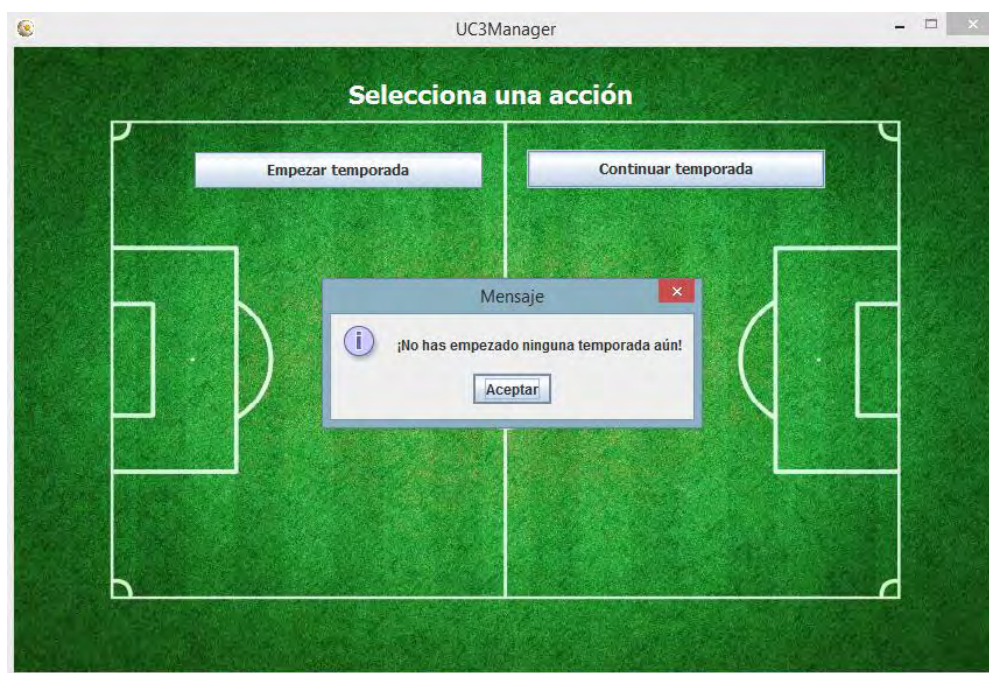 UC3Manager
Selecciona una acción
Empezar temporada
Continuar temporada
Mensaje
i
¡No has empezado ninguna temporada aún!
Aceptar